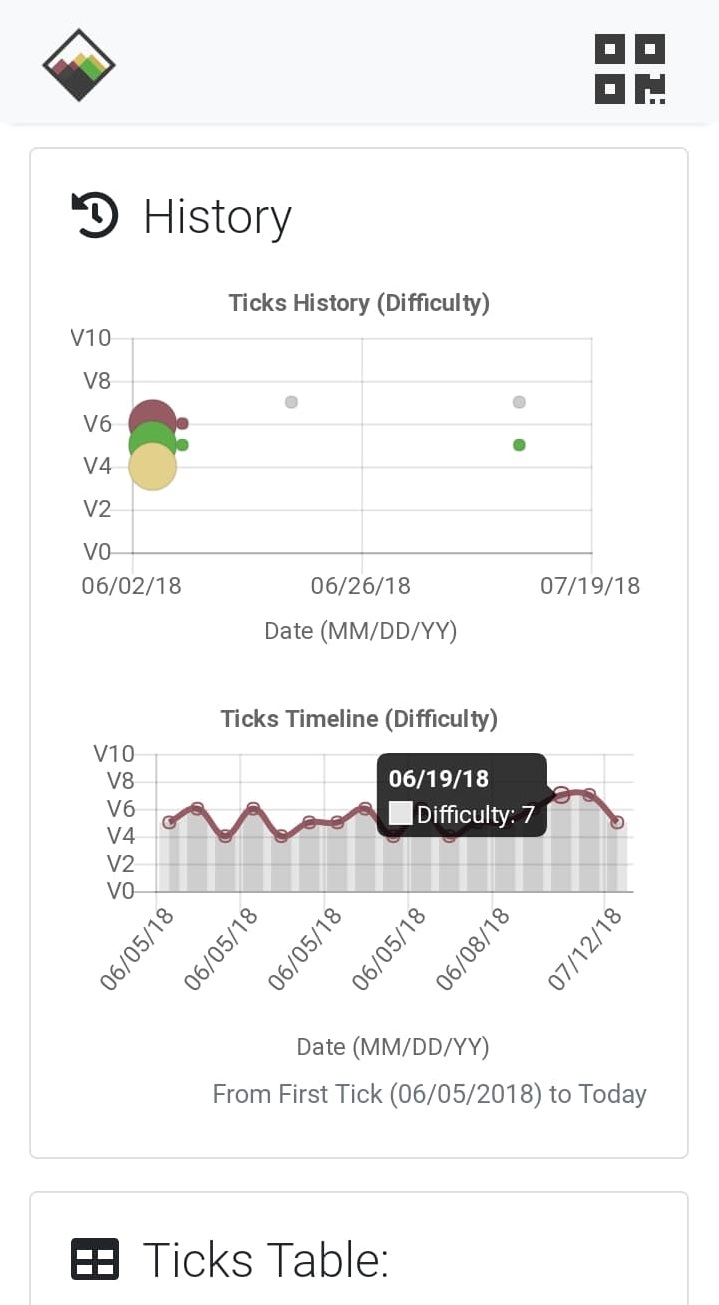 History
Ticks History (Difficulty)
V10
V8
V6
V4
V2
V0
06/02/18 06/26/18 07/19/18
Date (MM/DD/YY)
Ticks Timeline (Difficulty)
V10
V8
V6
V4
V2
V0
06/19/18
Difficulty: 7
06/05/18 06/05/18 06/05/18 06/05/18 06/08/18 07/12/18
Date (MM/DD/YY)
From First Tick (06/05/2018) to Today
Ticks Table: